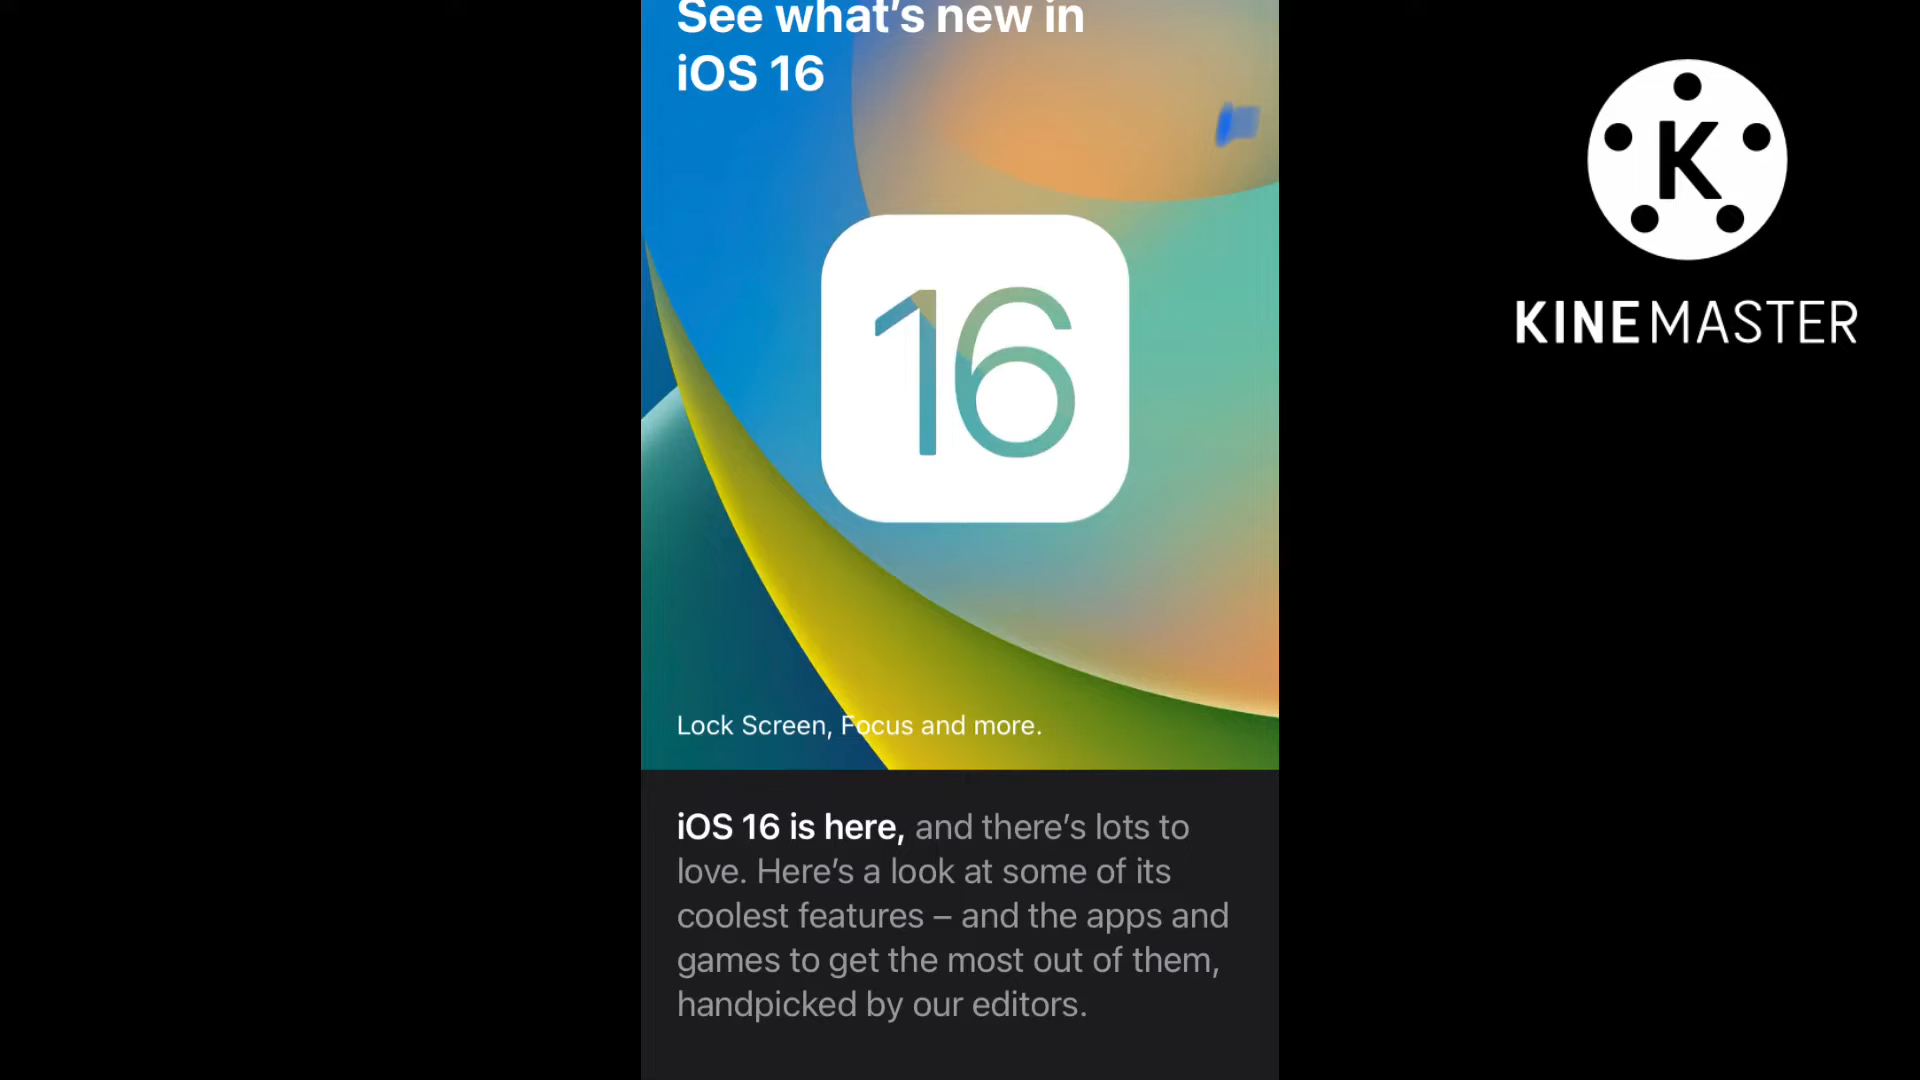 See what's new in
iOS 16
16
Lock Screen, Focus and more.
iOS 16 is here, and there's lots to
love. Here's a look at some of its
coolest features – and the apps and
games to get the most out of them,
handpicked by our editors.
K
KINEMASTER